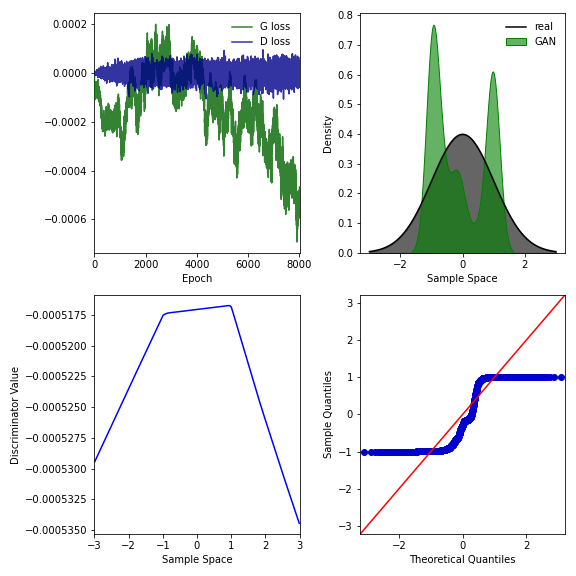 0.0002
0.0000
−0.0002
−0.0004
−0.0006
0 2000 4000 6000 8000
Epoch
G loss
D loss
Density
0.8
0.7
0.6
0.5
0.4
0.3
0.2
0.1
0.0
−2 0 2
Sample Space
real
GAN
Discriminator Value
−0.0005175
−0.0005200
−0.0005225
−0.0005250
−0.0005275
−0.0005300
−0.0005325
−0.0005350
−3 −2 −1 0 1 2 3
Sample Space
Sample Quantiles
3
2
1
0
−1
−2
−3
−2 0 2
Theoretical Quantiles